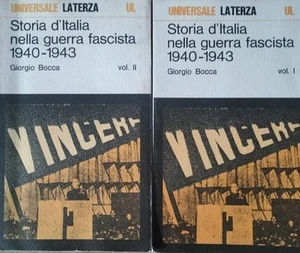 UNIVERSALE LATERZA UL
Storia d'Italia
nella guerra fascista
1940-1943
Giorgio Bocca vol. II
VINCERE
UNIVERSALE LATERZA UL
Storia d'Italia
nella guerra fascista
1940-1943
Giorgio Bocca vol. I
VINCERE